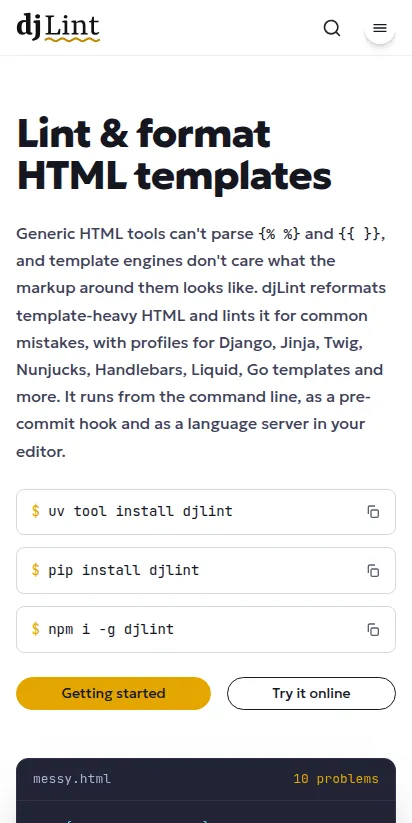 djLint
Lint & format
HTML templates
Generic HTML tools can't parse {% %} and {{ }},
and template engines don't care what the
markup around them looks like. djLint reformats
template-heavy HTML and lints it for common
mistakes, with profiles for Django, Jinja, Twig,
Nunjucks, Handlebars, Liquid, Go templates and
more. It runs from the command line, as a pre-
commit hook and as a language server in your
editor.
$ uv tool install djlint
$ pip install djlint
$ npm i -g djlint
Getting started
Try it online
messy.html
10 problems